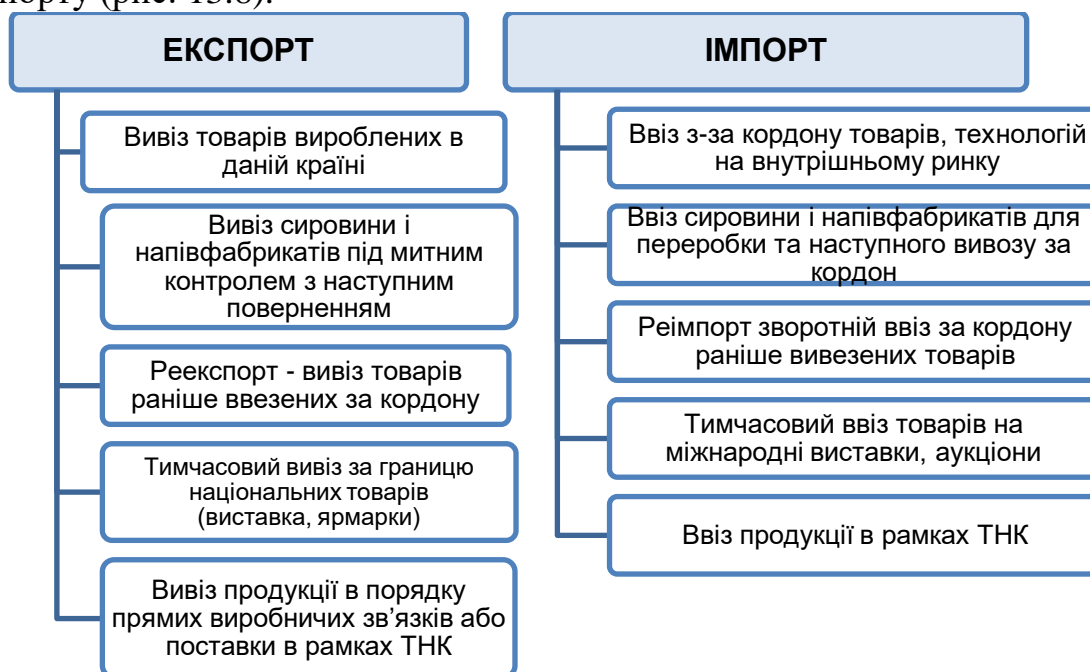 (рис. 13.8).
ЕКСПОРТ
Вивіз товарів вироблених в
даній країні
Вивіз сировини і
напівфабрикатів під митним
контролем з наступним
поверненням
Реекспорт - вивіз товарів
раніше ввезених за кордону
Тимчасовий вивіз за границю
національних товарів
(виставка, ярмарки)
Вивіз продукції в порядку
прямих виробничих зв’язків або
поставки в рамках ТНК
ІМПОРТ
Ввіз з-за кордону товарів, технологій
на внутрішньому ринку
Ввіз сировини і напівфабрикатів для
переробки та наступного вивозу за
кордон
Реімпорт зворотній ввіз за кордону
раніше вивезених товарів
Тимчасовий ввіз товарів на
міжнародні виставки, аукціони
Ввіз продукції в рамках ТНК